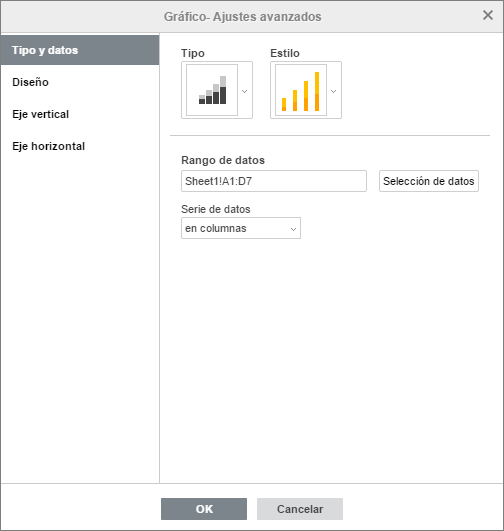 Gráfico- Ajustes avanzados
Tipo y datos
Diseño
Eje vertical
Eje horizontal
Tipo
Estilo
Rango de datos
Sheet1!A1:D7
Selección de datos
Serie de datos
en columnas
OK
Cancelar